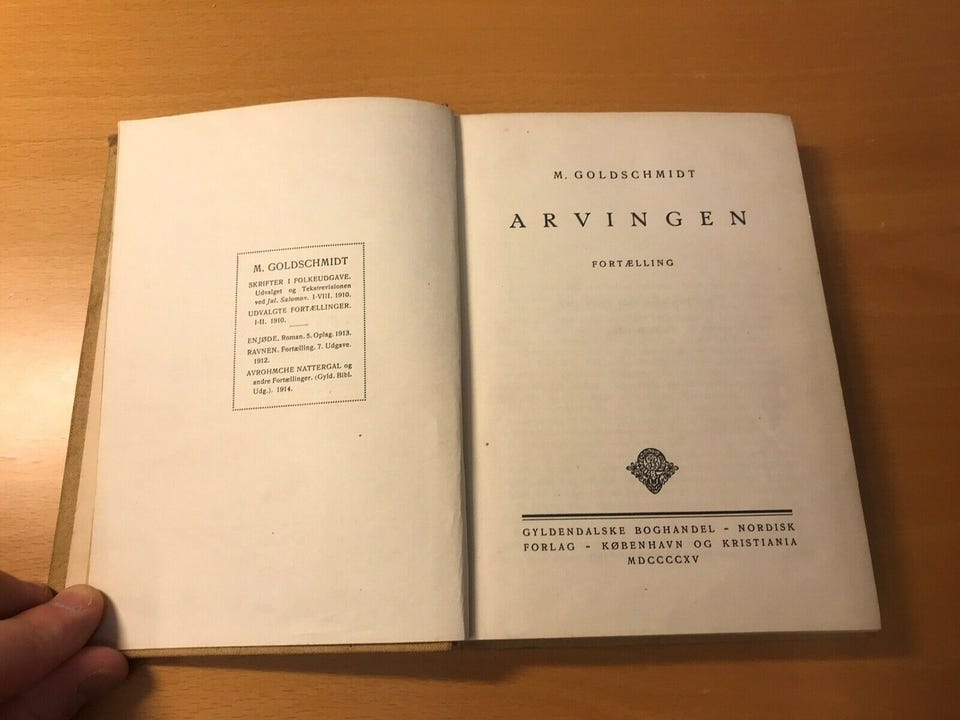 M. GOLDSCHMIDT
SKRIFTER I FOLKEUDGAVE.
Udvalget og Tekstrevisionen
ved Jul. Salomon. I-VIII. 1910.
UDVALGTE FORTÆLLINGER.
I-II. 1910.
EN JØDE. Roman. 5. Oplag. 1913.
RAVNEN. Fortælling. 7. Udgave.
1912.
AVROHMCHE NATTERGAL og
andre Fortællinger. (Gyld. Bibl.
Udg.). 1914.
M. GOLDSCHMIDT
ARVINGEN
FORTÆLLING
GYLDENDALSKE BOGHANDEL - NORDISK
FORLAG - KØBENHAVN OG KRISTIANIA
MDCCCCXV